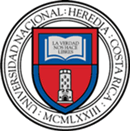 UNIVERSIDAD NACIONAL · HEREDIA · COSTA RICA · MCMLXXIII ·
LA VERDAD
NOS HACE
LIBRES